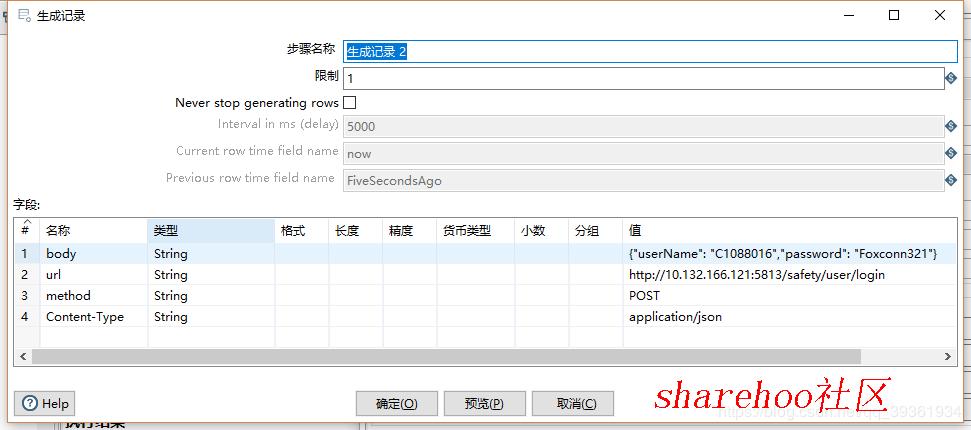 生成记录
步骤名称 生成记录 2
限制 1
Never stop generating rows
Interval in ms (delay) 5000
Current row time field name now
Previous row time field name FiveSecondsAgo
字段:
# 名称 类型 格式 长度 精度 货币类型 小数 分组 值
1 body String {"userName": "C1088016","password": "Foxconn321"}
2 url String http://10.132.166.121:5813/safety/user/login
3 method String POST
4 Content-Type String application/json
Help 确定(O) 预览(P) 取消(C)
sharehoo社区
执行结果